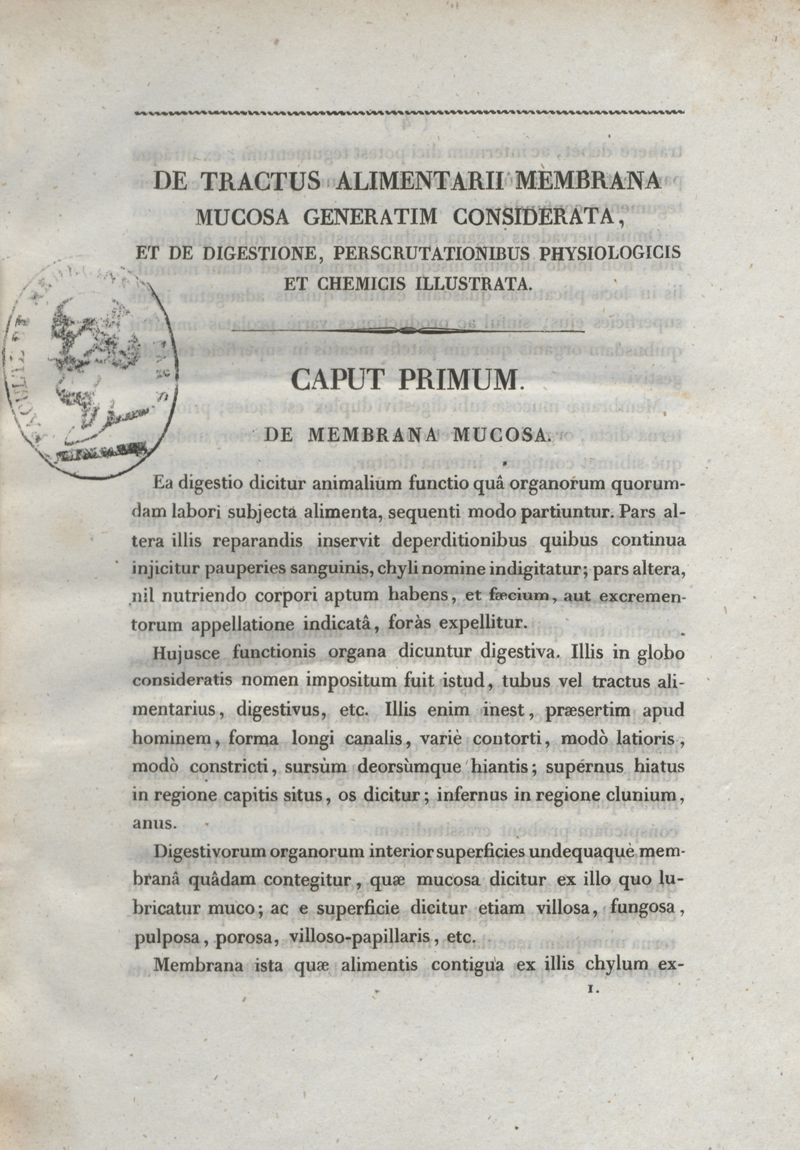 DE TRACTUS ALIMENTARII MEMBRANA
MUCOSA GENERATIM CONSIDERATA,
ET DE DIGESTIONE, PERSCRUTATIONIBUS PHYSIOLOGICIS
ET CHEMICIS ILLUSTRATA.
CAPUT PRIMUM.
DE MEMBRANA MUCOSA.
Ea digestio dicitur animalium functio quâ organorum quorum-
dam labori subjecta alimenta, sequenti modo partiuntur. Pars al-
tera illis reparandis inservit deperditionibus quibus continua
injicitur pauperies sanguinis, chyli nomine indigitatur; pars altera,
nil nutriendo corpori aptum habens, et fæcium, aut excremen-
torum appellatione indicatâ, foràs expellitur.
Hujusce functionis organa dicuntur digestiva. Illis in globo
consideratis nomen impositum fuit istud, tubus vel tractus ali-
mentarius, digestivus, etc. Illis enim inest, præsertim apud
hominem, forma longi canalis, variè contorti, modò latioris,
modò constricti, sursùm deorsùmque hiantis; supérnus hiatus
in regione capitis situs, os dicitur; infernus in regione clunium,
anus.
Digestivorum organorum interior superficies undequaquè mem-
branâ quâdam contegitur, quæ mucosa dicitur ex illo quo lu-
bricatur muco; ac e superficie dicitur etiam villosa, fungosa,
pulposa, porosa, villoso-papillaris, etc.
Membrana ista quæ alimentis contigua ex illis chylum ex-
1.